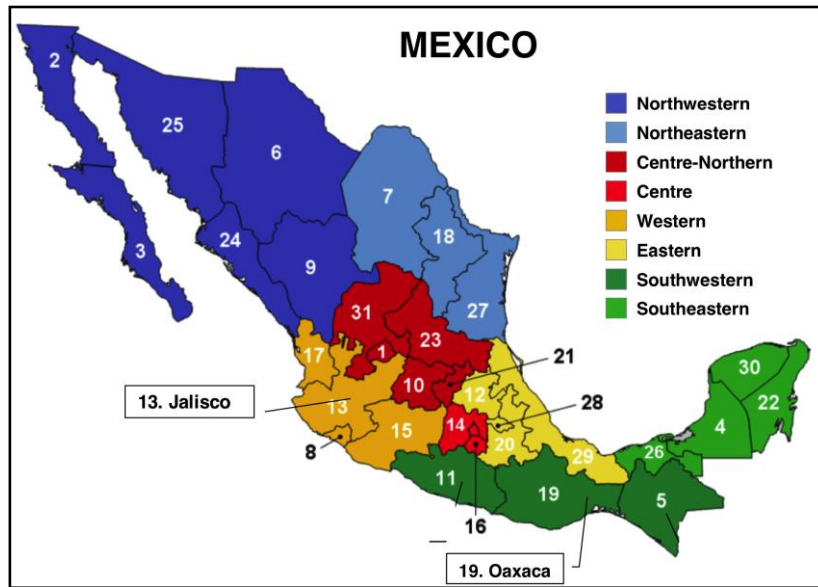 MEXICO
2
25
6
7
Northwestern
Northeastern
Centre-Northern
Centre
Western
Eastern
Southwestern
Southeastern
3
24
9
18
27
31
23
1
17
10
21
12
28
13. Jalisco
13
8
15
14
20
16
29
11
19
19. Oaxaca
30
22
4
26
5